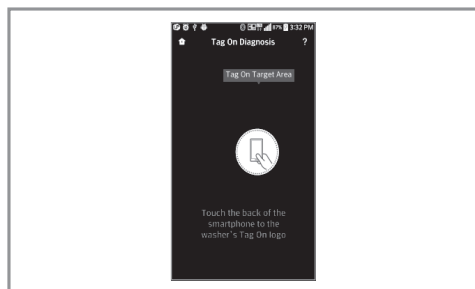 87% 3:32 PM
Tag On Diagnosis ?
Tag On Target Area
Touch the back of the
smartphone to the
washer's Tag On logo